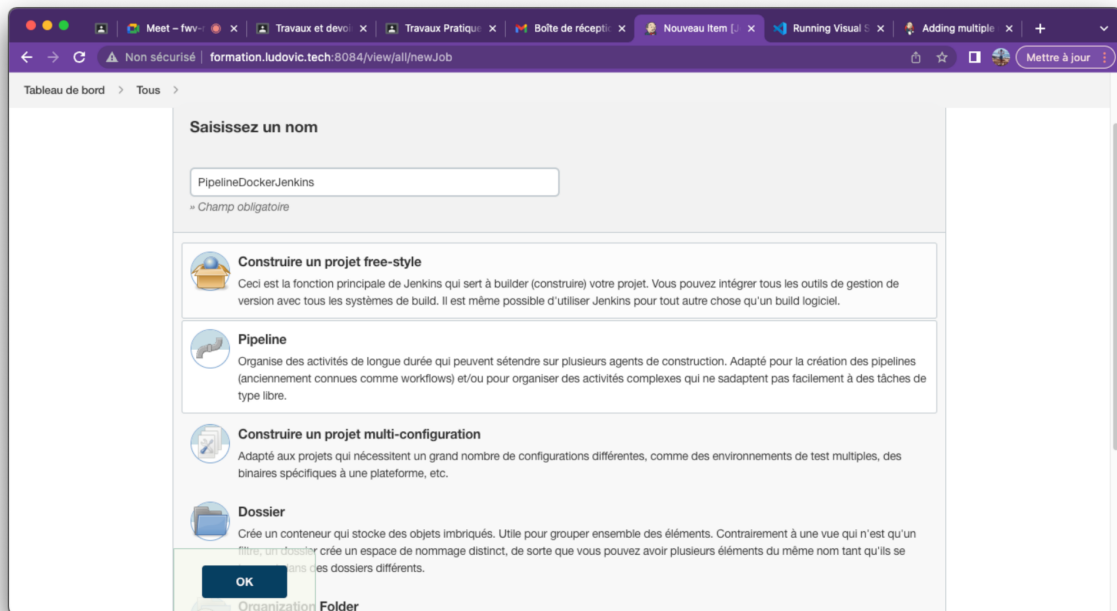 Meet – fwv-
Travaux et devoi
Travaux Pratique
Boîte de réceptic
Nouveau Item [J
Running Visual S
Adding multiple
Non sécurisé | formation.ludovic.tech:8084/view/all/newJob
Mettre à jour
Tableau de bord > Tous >
Saisissez un nom
PipelineDockerJenkins
» Champ obligatoire
Construire un projet free-style
Ceci est la fonction principale de Jenkins qui sert à builder (construire) votre projet. Vous pouvez intégrer tous les outils de gestion de
version avec tous les systèmes de build. Il est même possible d'utiliser Jenkins pour tout autre chose qu'un build logiciel.
Pipeline
Organise des activités de longue durée qui peuvent sétendre sur plusieurs agents de construction. Adapté pour la création des pipelines
(anciennement connues comme workflows) et/ou pour organiser des activités complexes qui ne sadaptent pas facilement à des tâches de
type libre.
Construire un projet multi-configuration
Adapté aux projets qui nécessitent un grand nombre de configurations différentes, comme des environnements de test multiples, des
binaires spécifiques à une plateforme, etc.
Dossier
Crée un conteneur qui stocke des objets imbriqués. Utile pour grouper ensemble des éléments. Contrairement à une vue qui n'est qu'un
filtre, un dossier crée un espace de nommage distinct, de sorte que vous pouvez avoir plusieurs éléments du même nom tant qu'ils se
dans des dossiers différents.
OK
Organization Folder